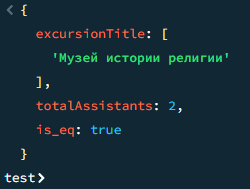 < {
excursionTitle: [
'Музей истории религии'
],
totalAssistants: 2,
is_eq: true
}
test>